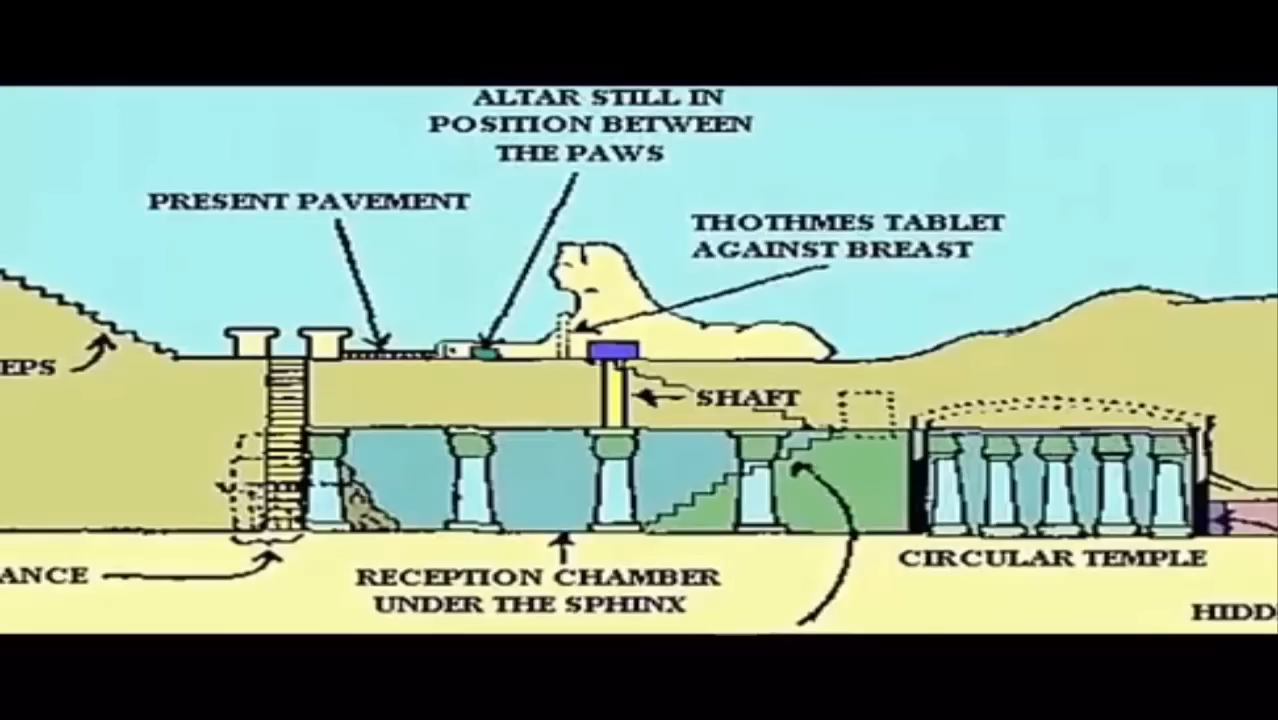 ALTAR STILL IN
POSITION BETWEEN
THE PAWS
PRESENT PAVEMENT
THOTHMES TABLET
AGAINST BREAST
EPS
SHAFT
ANCE
RECEPTION CHAMBER
UNDER THE SPHINX
CIRCULAR TEMPLE
HIDD